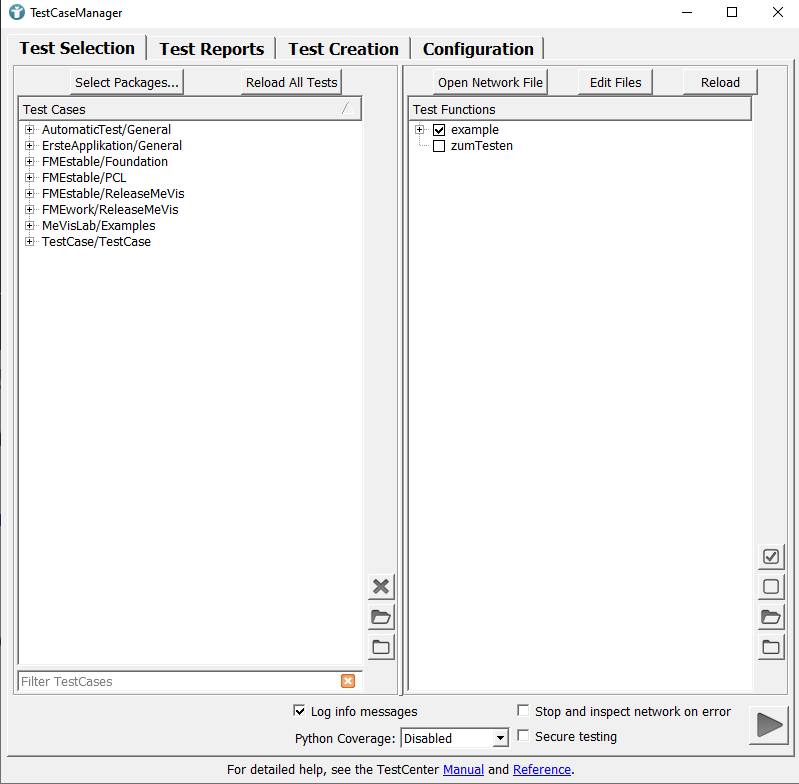 TestCaseManager
Test Selection Test Reports Test Creation Configuration
Select Packages... Reload All Tests
Test Cases
AutomaticTest/General
ErsteApplikation/General
FMEstable/Foundation
FMEstable/PCL
FMEstable/ReleaseMeVis
FMEwork/ReleaseMeVis
MeVisLab/Examples
TestCase/TestCase
Filter TestCases
Open Network File Edit Files Reload
Test Functions
example
zumTesten
Log info messages
Stop and inspect network on error
Python Coverage: Disabled
Secure testing
For detailed help, see the TestCenter Manual and Reference.